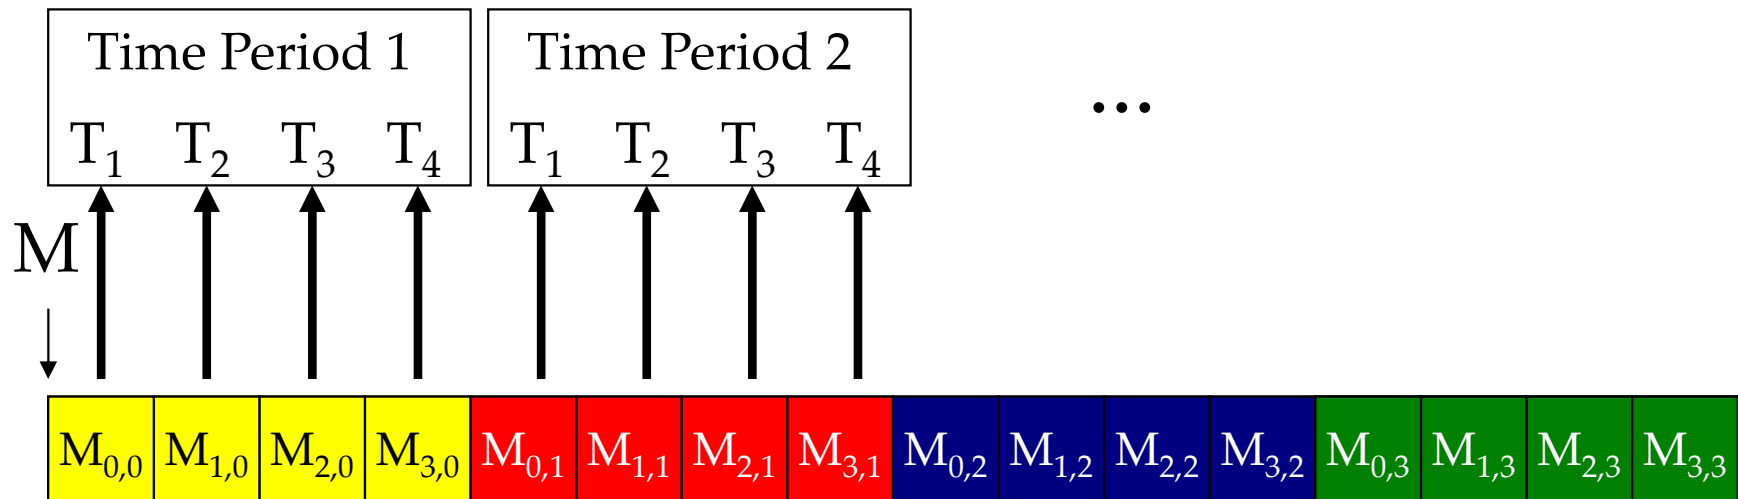 Time Period 1 Time Period 2
...
T1 T2 T3 T4 T1 T2 T3 T4
M
M0,0 M1,0 M2,0 M3,0 M0,1 M1,1 M2,1 M3,1 M0,2 M1,2 M2,2 M3,2 M0,3 M1,3 M2,3 M3,3